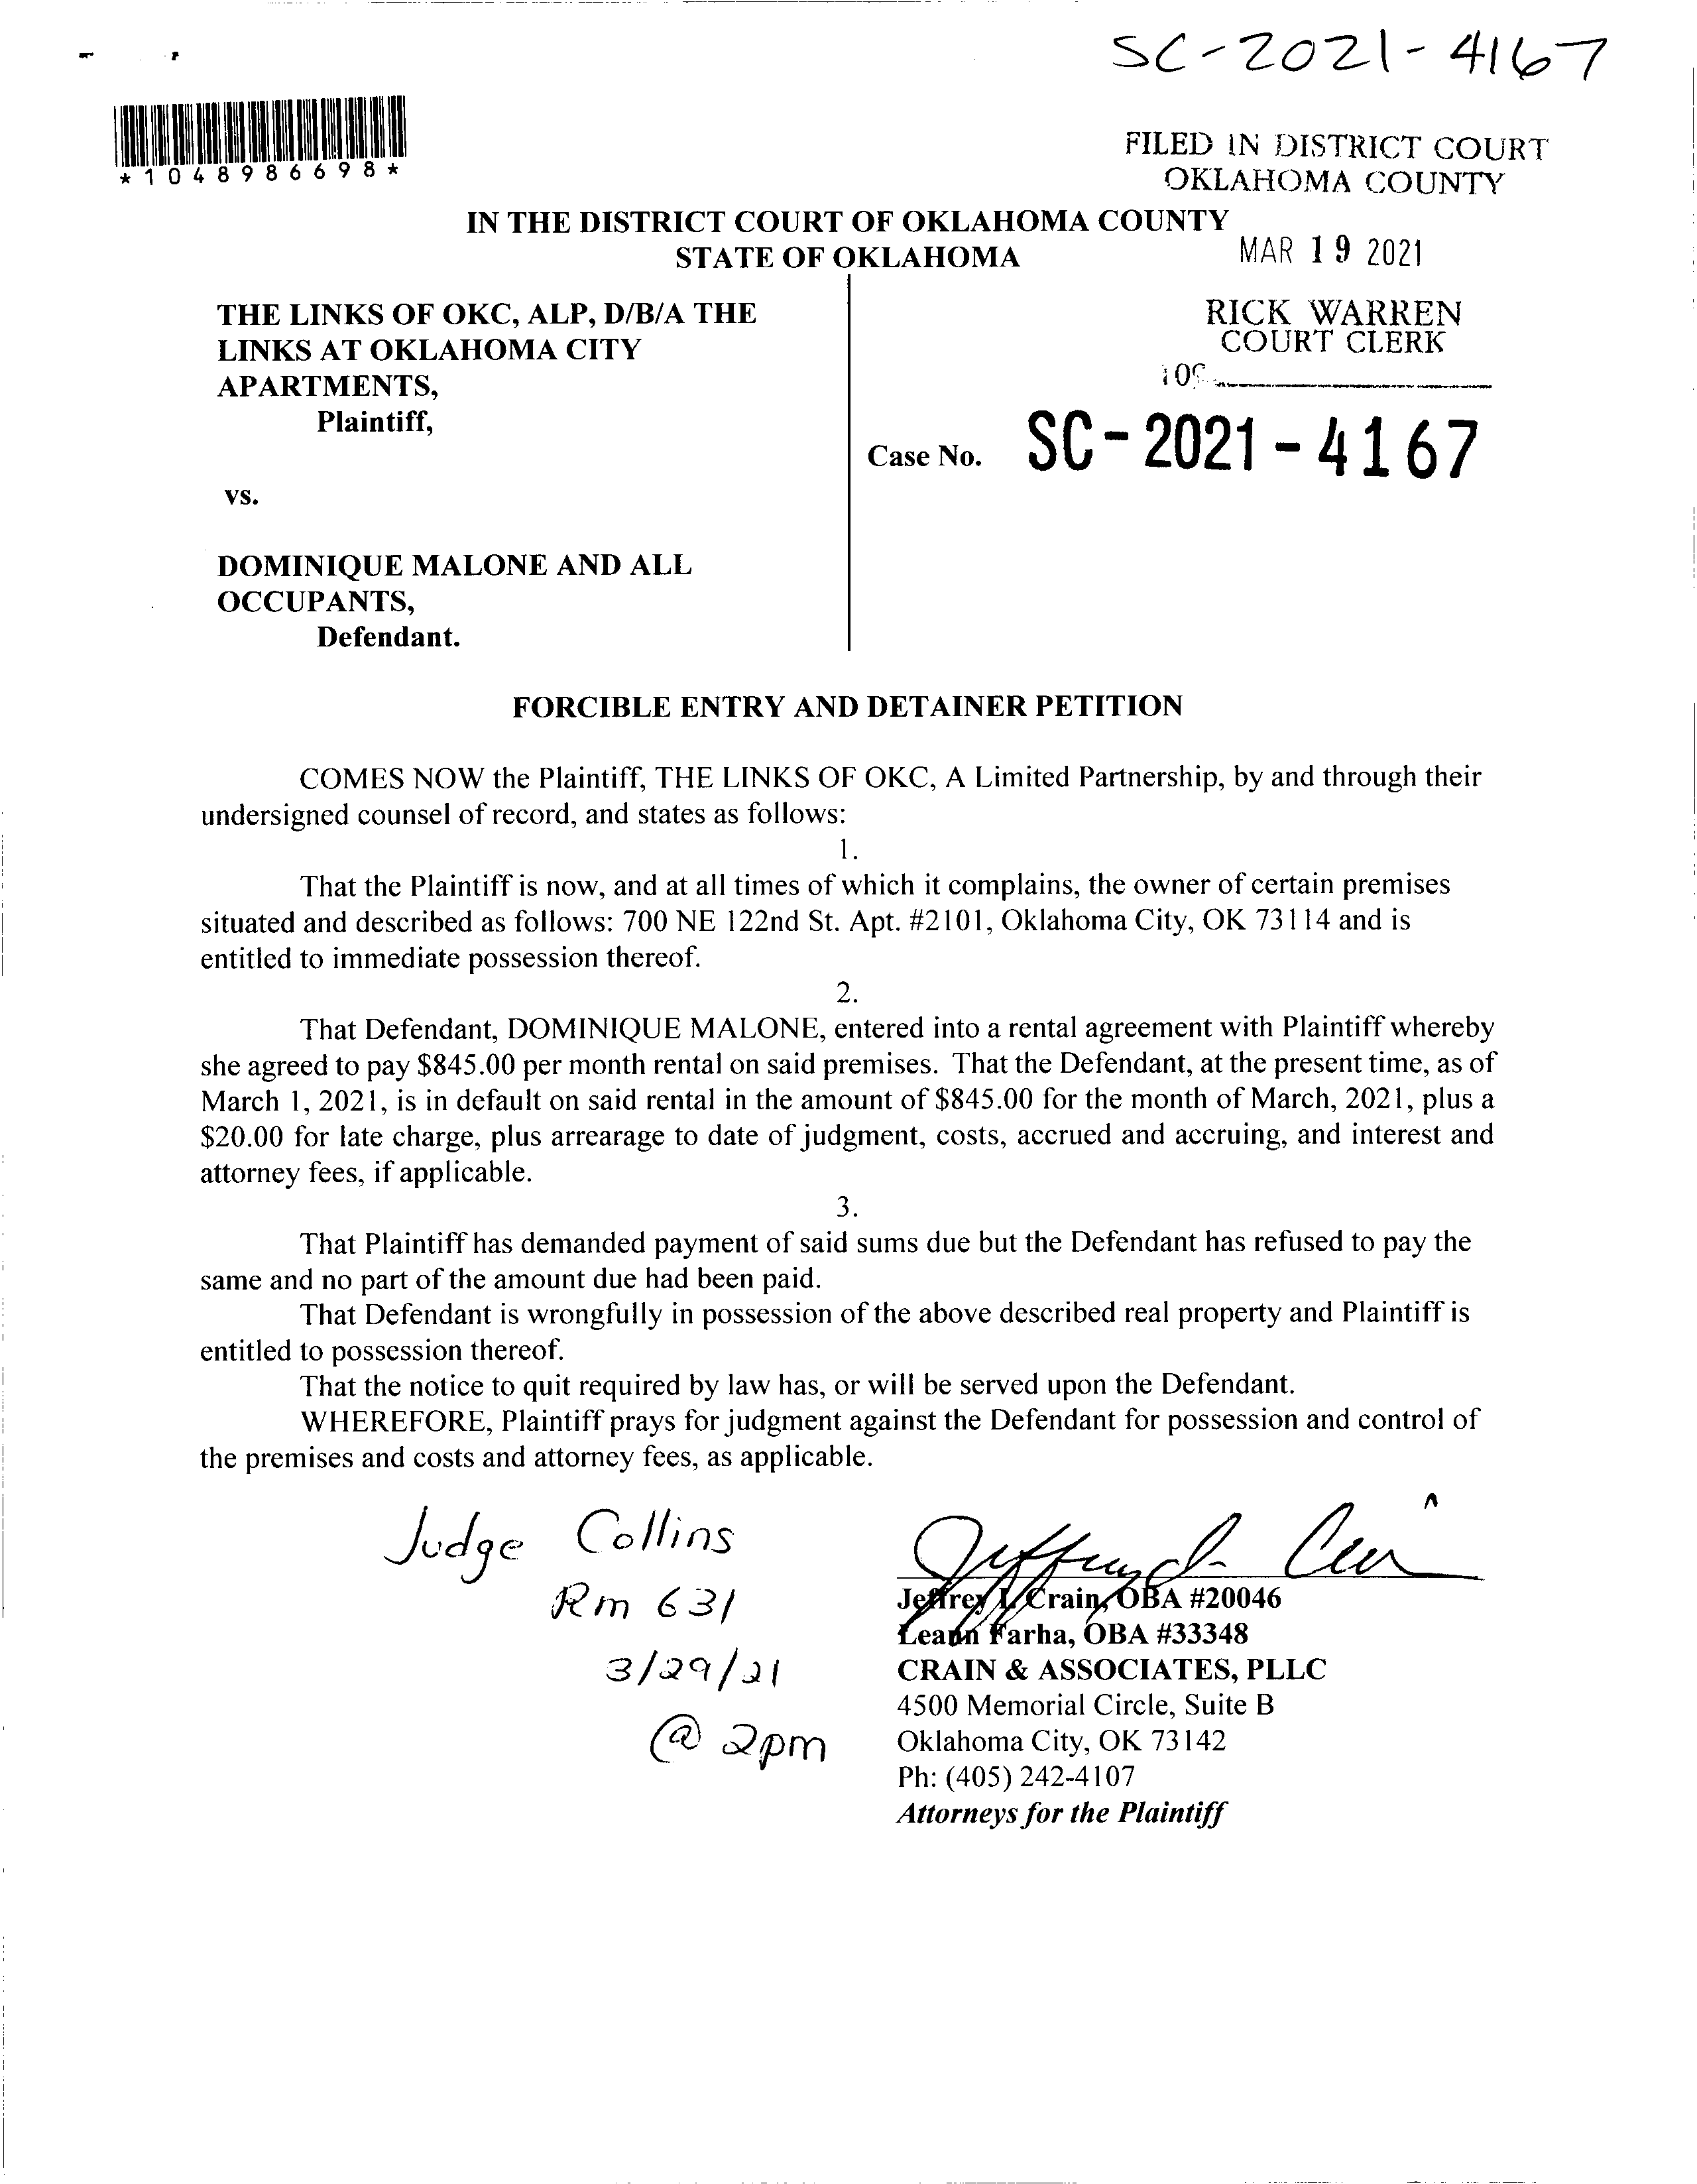 SC-2021-4167
*1048986698*
FILED IN DISTRICT COURT
OKLAHOMA COUNTY
IN THE DISTRICT COURT OF OKLAHOMA COUNTY
STATE OF OKLAHOMA
MAR 19 2021
THE LINKS OF OKC, ALP, D/B/A THE
LINKS AT OKLAHOMA CITY
APARTMENTS,
Plaintiff,
RICK WARREN
COURT CLERK
Case No. SC-2021-4167
vs.
DOMINIQUE MALONE AND ALL
OCCUPANTS,
Defendant.
FORCIBLE ENTRY AND DETAINER PETITION
COMES NOW the Plaintiff, THE LINKS OF OKC, A Limited Partnership, by and through their
undersigned counsel of record, and states as follows:
1.
That the Plaintiff is now, and at all times of which it complains, the owner of certain premises
situated and described as follows: 700 NE 122nd St. Apt. #2101, Oklahoma City, OK 73114 and is
entitled to immediate possession thereof.
2.
That Defendant, DOMINIQUE MALONE, entered into a rental agreement with Plaintiff whereby
she agreed to pay $845.00 per month rental on said premises. That the Defendant, at the present time, as of
March 1, 2021, is in default on said rental in the amount of $845.00 for the month of March, 2021, plus a
$20.00 for late charge, plus arrearage to date of judgment, costs, accrued and accruing, and interest and
attorney fees, if applicable.
3.
That Plaintiff has demanded payment of said sums due but the Defendant has refused to pay the
same and no part of the amount due had been paid.
That Defendant is wrongfully in possession of the above described real property and Plaintiff is
entitled to possession thereof.
That the notice to quit required by law has, or will be served upon the Defendant.
WHEREFORE, Plaintiff prays for judgment against the Defendant for possession and control of
the premises and costs and attorney fees, as applicable.
Judge Collins
Rm 631
3/29/21
@ 2pm
Jeffrey L Crain, OBA #20046
Leann Farha, OBA #33348
CRAIN & ASSOCIATES, PLLC
4500 Memorial Circle, Suite B
Oklahoma City, OK 73142
Ph: (405) 242-4107
Attorneys for the Plaintiff